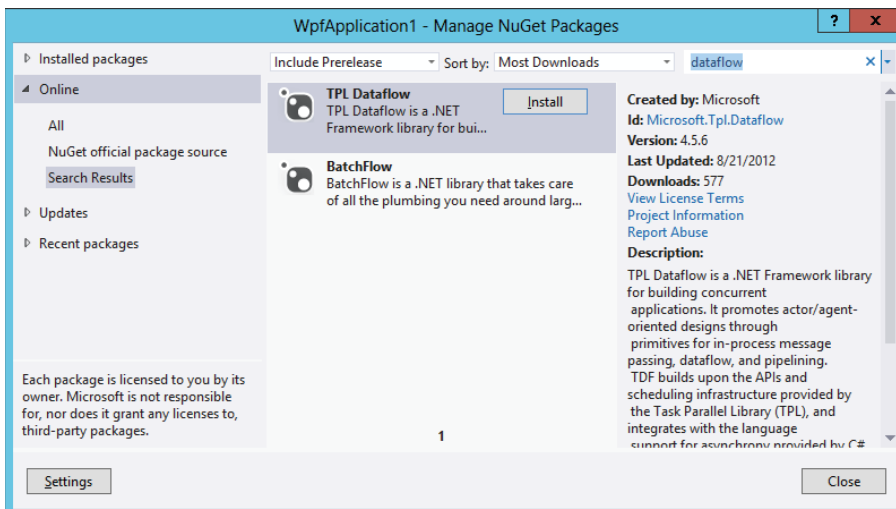 WpfApplication1 - Manage NuGet Packages
? x
Installed packages
Online
All
NuGet official package source
Search Results
Updates
Recent packages
Each package is licensed to you by its
owner. Microsoft is not responsible
for, nor does it grant any licenses to,
third-party packages.
Include Prerelease Sort by: Most Downloads
TPL Dataflow
TPL Dataflow is a .NET
Framework library for bui...
Install
BatchFlow
BatchFlow is a .NET library that takes care
of all the plumbing you need around larg...
1
dataflow
Created by: Microsoft
Id: Microsoft.Tpl.Dataflow
Version: 4.5.6
Last Updated: 8/21/2012
Downloads: 577
View License Terms
Project Information
Report Abuse
Description:
TPL Dataflow is a .NET Framework library
for building concurrent
applications. It promotes actor/agent-
oriented designs through
primitives for in-process message
passing, dataflow, and pipelining.
TDF builds upon the APIs and
scheduling infrastructure provided by
the Task Parallel Library (TPL), and
integrates with the language
support for asynchrony provided by C#
Settings
Close